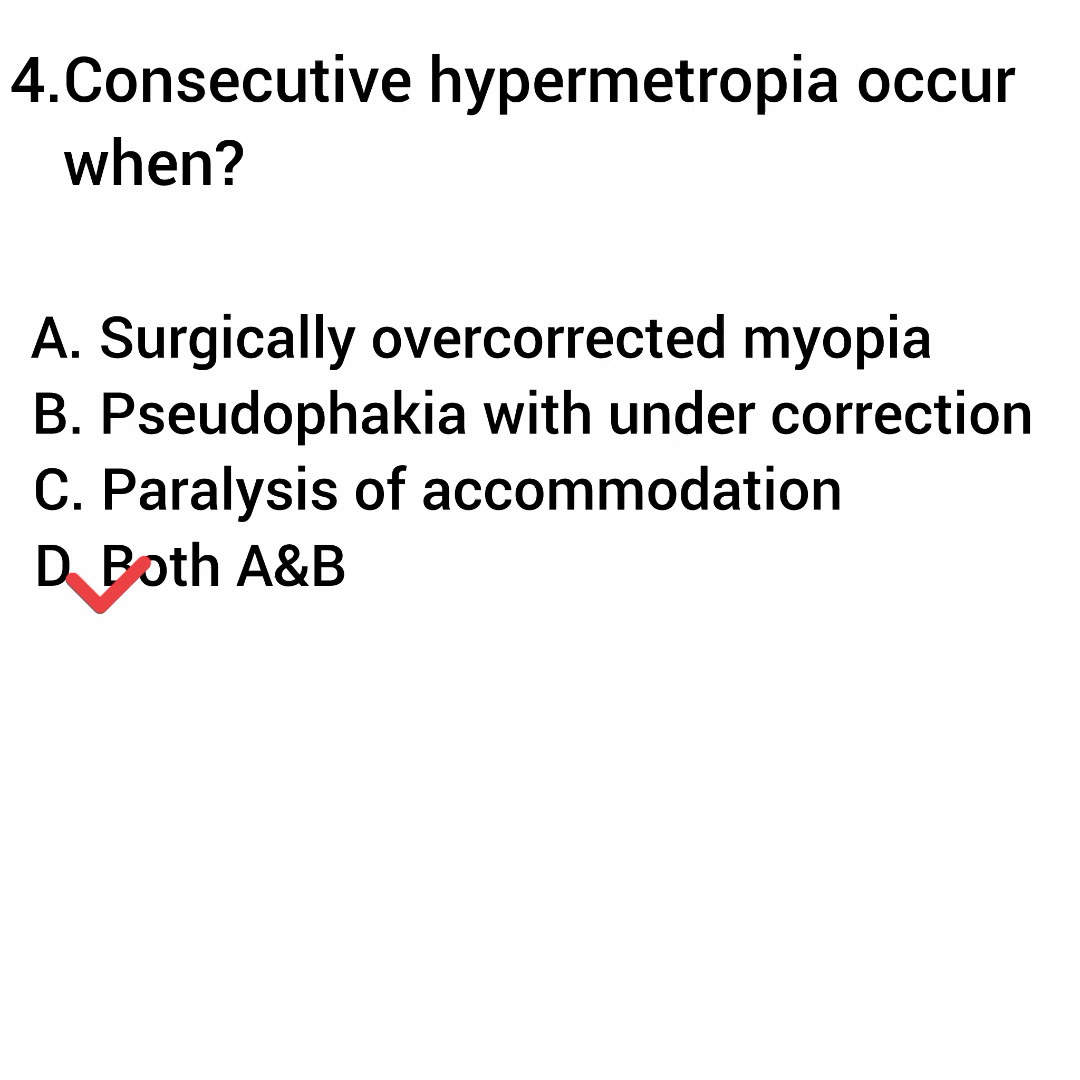 4.Consecutive hypermetropia occur
when?
A. Surgically overcorrected myopia
B. Pseudophakia with under correction
C. Paralysis of accommodation
D. Both A&B